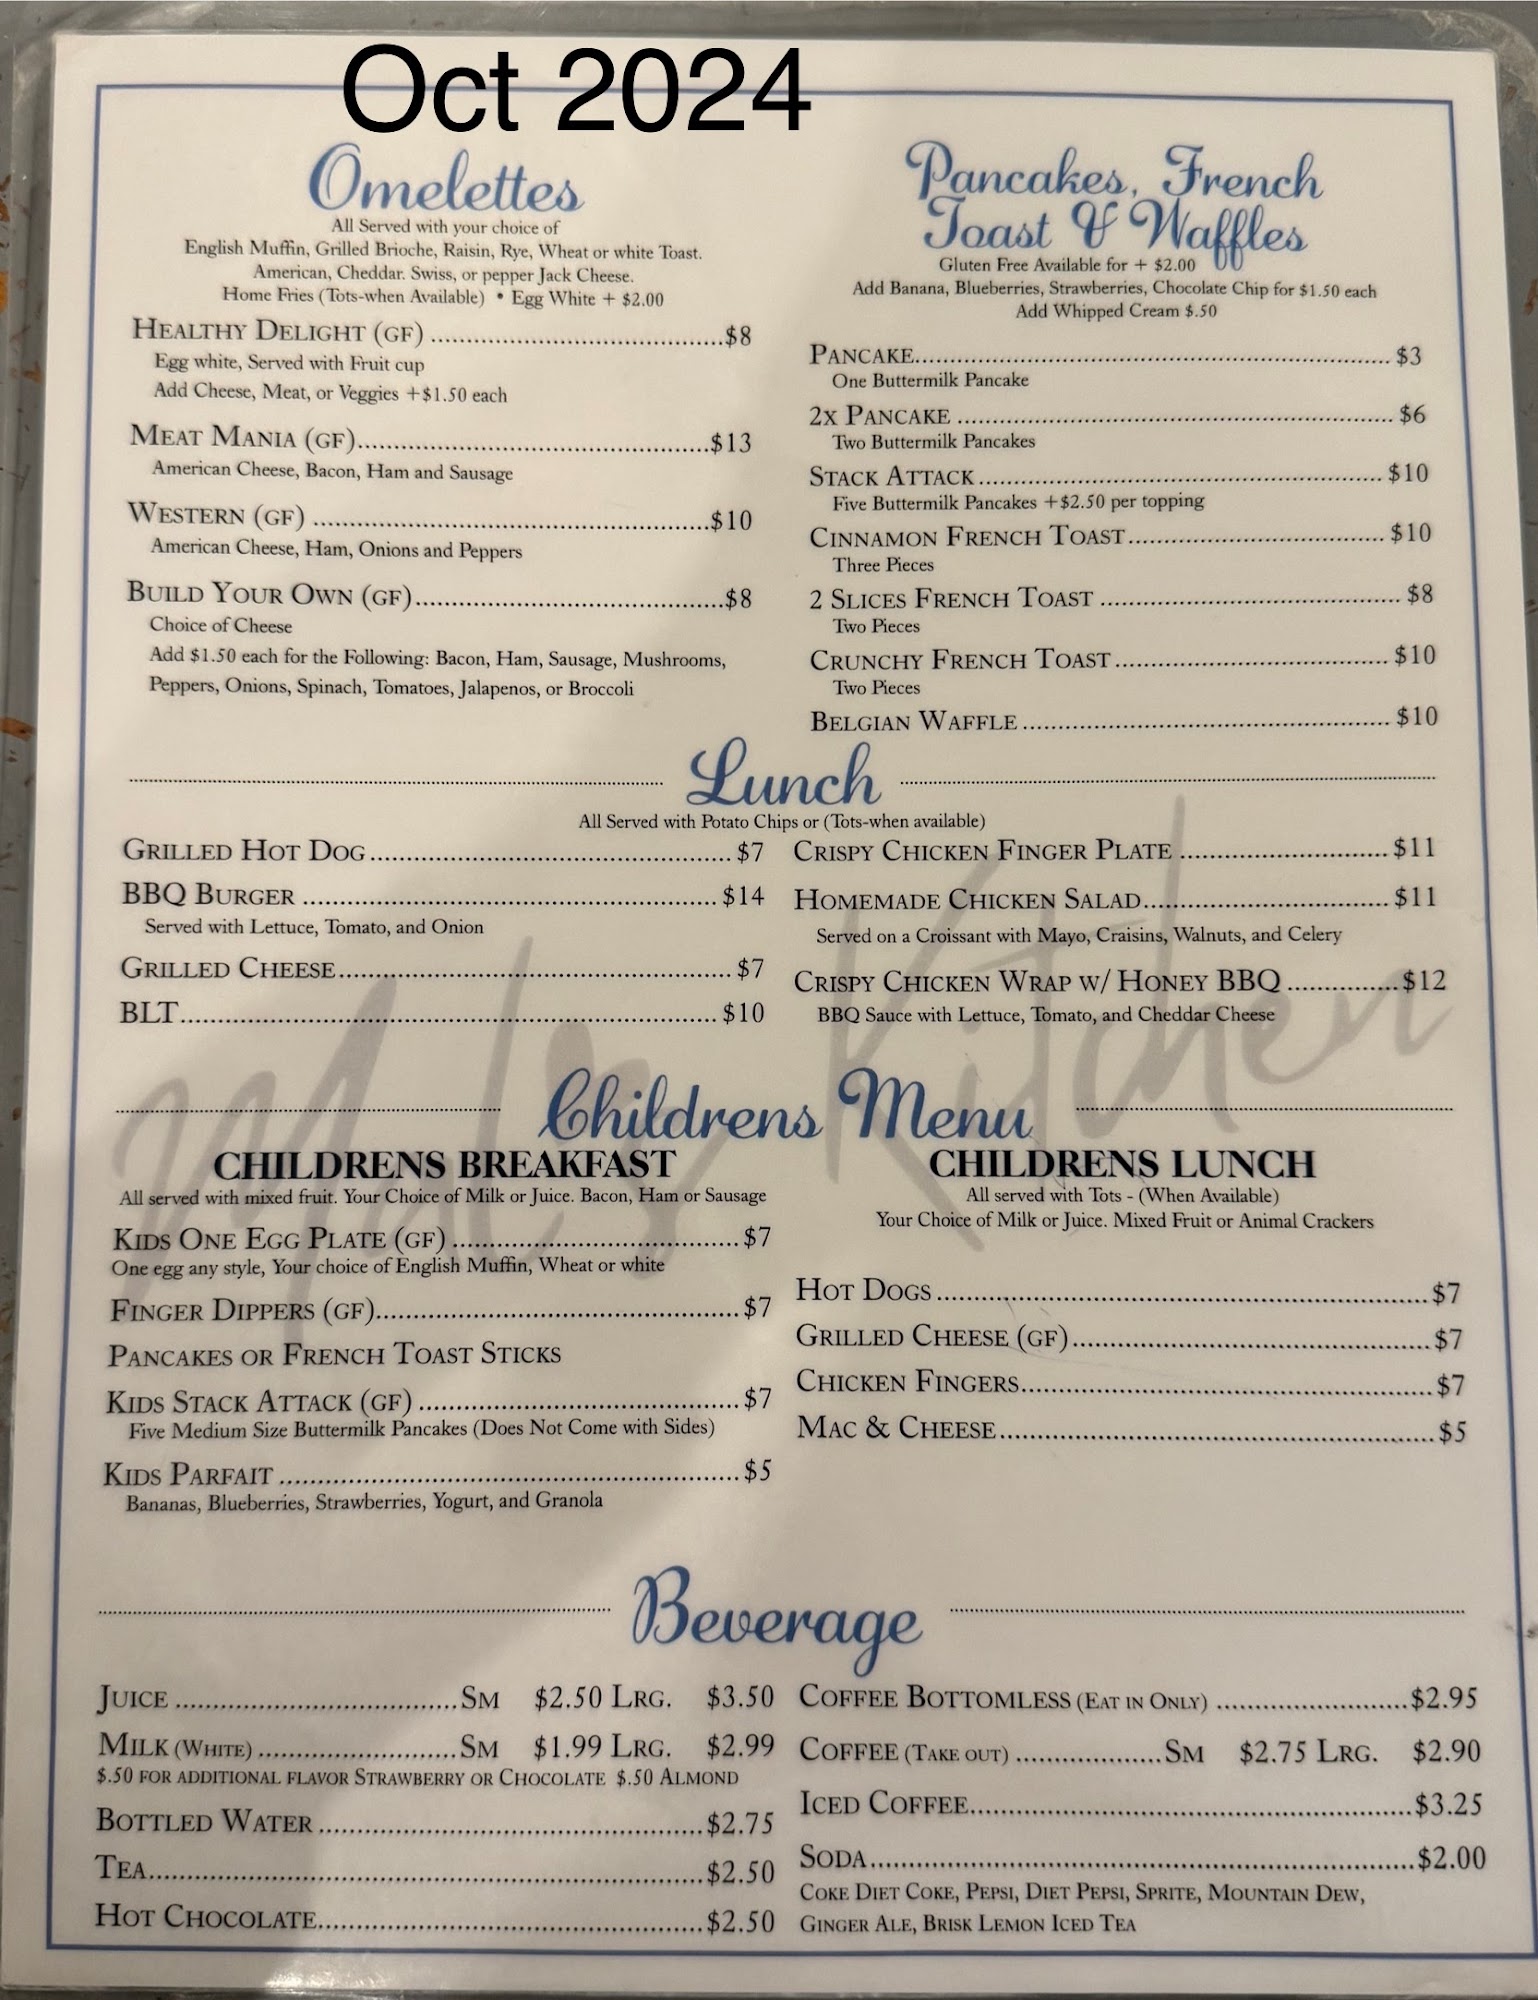 Oct 2024
Omelettes
All Served with your choice of
English Muffin, Grilled Brioche, Raisin, Rye, Wheat or white Toast.
American, Cheddar. Swiss, or pepper Jack Cheese.
Home Fries (Tots-when Available) • Egg White + $2.00
HEALTHY DELIGHT (GF) ........................................$8
Egg white, Served with Fruit cup
Add Cheese, Meat, or Veggies +$1.50 each
MEAT MANIA (GF)................................................$13
American Cheese, Bacon, Ham and Sausage
WESTERN (GF) ......................................................$10
American Cheese, Ham, Onions and Peppers
BUILD YOUR OWN (GF)..........................................$8
Choice of Cheese
Add $1.50 each for the Following: Bacon, Ham, Sausage, Mushrooms,
Peppers, Onions, Spinach, Tomatoes, Jalapenos, or Broccoli
Pancakes, French
Toast & Waffles
Gluten Free Available for + $2.00
Add Banana, Blueberries, Strawberries, Chocolate Chip for $1.50 each
Add Whipped Cream $.50
PANCAKE................................................................ $3
One Buttermilk Pancake
2X PANCAKE .......................................................... $6
Two Buttermilk Pancakes
STACK ATTACK....................................................... $10
Five Buttermilk Pancakes +$2.50 per topping
CINNAMON FRENCH TOAST................................... $10
Three Pieces
2 SLICES FRENCH TOAST ......................................... $8
Two Pieces
CRUNCHY FRENCH TOAST..................................... $10
Two Pieces
BELGIAN WAFFLE.................................................. $10
Lunch
All Served with Potato Chips or (Tots-when available)
GRILLED HOT DOG................................................. $7
BBQ BURGER ......................................................... $14
Served with Lettuce, Tomato, and Onion
GRILLED CHEESE..................................................... $7
BLT......................................................................... $10
CRISPY CHICKEN FINGER PLATE ............................ $11
HOMEMADE CHICKEN SALAD................................. $11
Served on a Croissant with Mayo, Craisins, Walnuts, and Celery
CRISPY CHICKEN WRAP W/ HONEY BBQ ...............$12
BBQ Sauce with Lettuce, Tomato, and Cheddar Cheese
Mel's Kitchen
Childrens Menu
CHILDRENS BREAKFAST
All served with mixed fruit. Your Choice of Milk or Juice. Bacon, Ham or Sausage
KIDS ONE EGG PLATE (GF) ....................................... $7
One egg any style, Your choice of English Muffin, Wheat or white
FINGER DIPPERS (GF)................................................. $7
PANCAKES OR FRENCH TOAST STICKS
KIDS STACK ATTACK (GF) ........................................... $7
Five Medium Size Buttermilk Pancakes (Does Not Come with Sides)
KIDS PARFAIT ............................................................ $5
Bananas, Blueberries, Strawberries, Yogurt, and Granola
CHILDRENS LUNCH
All served with Tots - (When Available)
Your Choice of Milk or Juice. Mixed Fruit or Animal Crackers
HOT DOGS.................................................................$7
GRILLED CHEESE (GF)................................................$7
CHICKEN FINGERS......................................................$7
MAC & CHEESE.........................................................$5
Beverage
JUICE .....................................SM $2.50 LRG. $3.50
MILK (WHITE) ..........................SM $1.99 LRG. $2.99
$.50 FOR ADDITIONAL FLAVOR STRAWBERRY OR CHOCOLATE $.50 ALMOND
BOTTLED WATER ..................................................$2.75
TEA.........................................................................$2.50
HOT CHOCOLATE..................................................$2.50
COFFEE BOTTOMLESS (EAT IN ONLY) .........................$2.95
COFFEE (TAKE OUT) ...................SM $2.75 LRG. $2.90
ICED COFFEE..........................................................$3.25
SODA......................................................................$2.00
COKE DIET COKE, PEPSI, DIET PEPSI, SPRITE, MOUNTAIN DEW,
GINGER ALE, BRISK LEMON ICED TEA